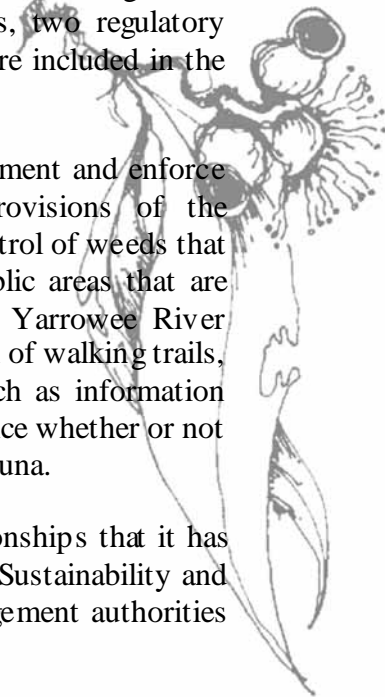 s, two regulatory
re included in the
ment and enforce
rovisions of the
trol of weeds that
blic areas that are
Yarrowee River
of walking trails,
ch as information
ce whether or not
una.
onships that it has
Sustainability and
gement authorities